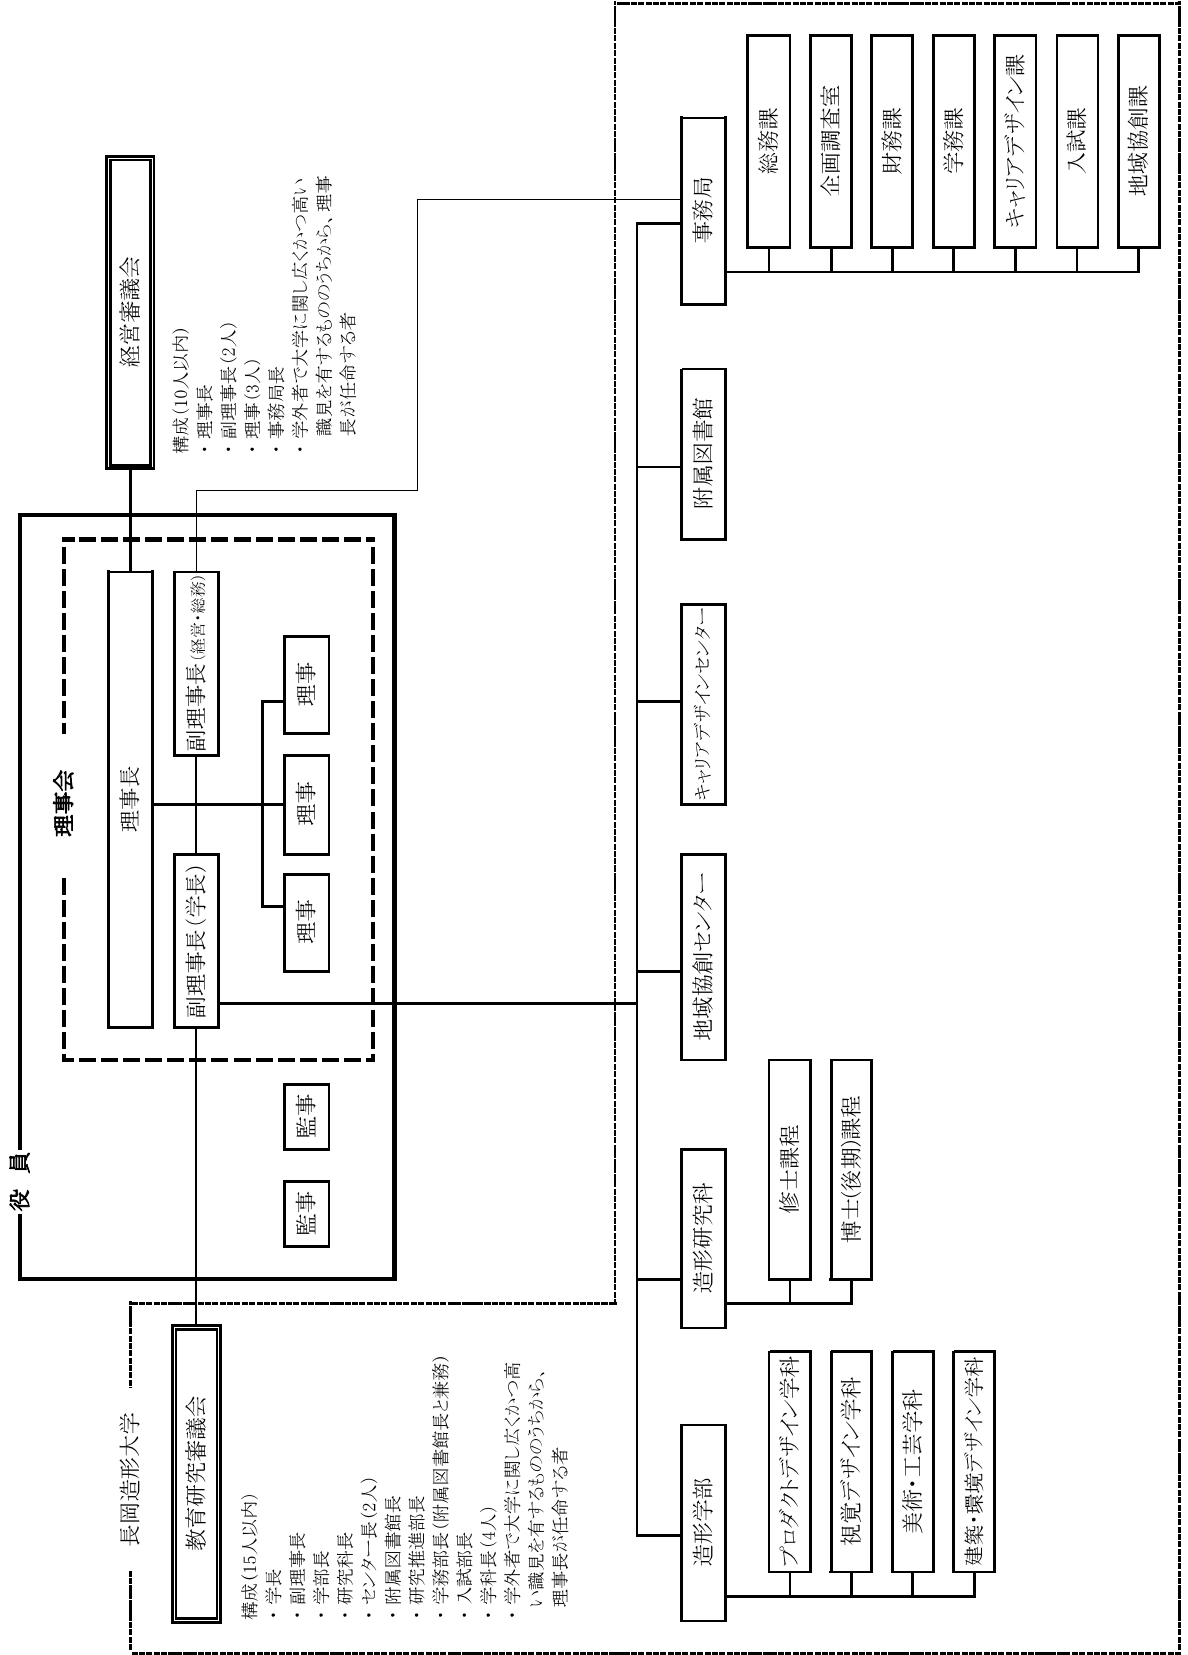 役　員
理事会
理事長
副理事長（学長）
副理事長（経営・総務）
理事
理事
理事
監事
監事
経営審議会
構成（10人以内）
・理事長
・副理事長（2人）
・理事（3人）
・事務局長
・学外者で大学に関し広くかつ高い
識見を有するもののうちから、理事
長が任命する者
長岡造形大学
教育研究審議会
構成（15人以内）
・学長
・副理事長
・学部長
・研究科長
・センター長（2人）
・附属図書館長
・研究推進部長
・学務部長（附属図書館長と兼務）
・入試部長
・学科長（4人）
・学外者で大学に関し広くかつ高
い識見を有するもののうちから、
理事長が任命する者
造形学部
プロダクトデザイン学科
視覚デザイン学科
美術・工芸学科
建築・環境デザイン学科
造形研究科
修士課程
博士（後期）課程
地域協創センター
キャリアデザインセンター
附属図書館
事務局
総務課
企画調査室
財務課
学務課
キャリアデザイン課
入試課
地域協創課